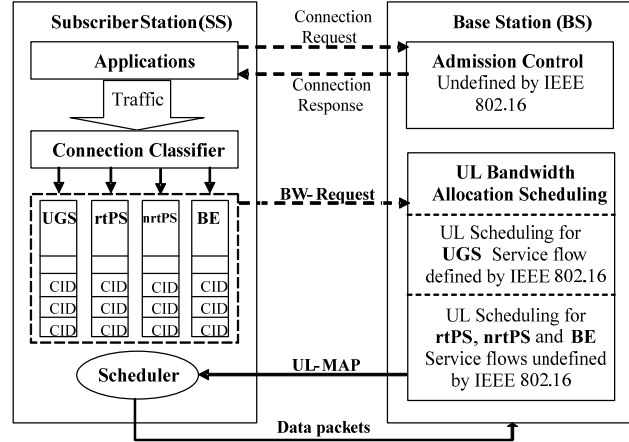 Subscriber Station(SS)
Applications
Traffic
Connection Classifier
UGS rtPS nrtPS BE
CID CID CID CID
CID CID CID CID
CID CID CID CID
Scheduler
Connection
Request
Connection
Response
BW- Request
UL-MAP
Data packets
Base Station (BS)
Admission Control
Undefined by IEEE
802.16
UL Bandwidth
Allocation Scheduling
UL Scheduling for
UGS Service flow
defined by IEEE 802.16
UL Scheduling for
rtPS, nrtPS and BE
Service flows undefined
by IEEE 802.16